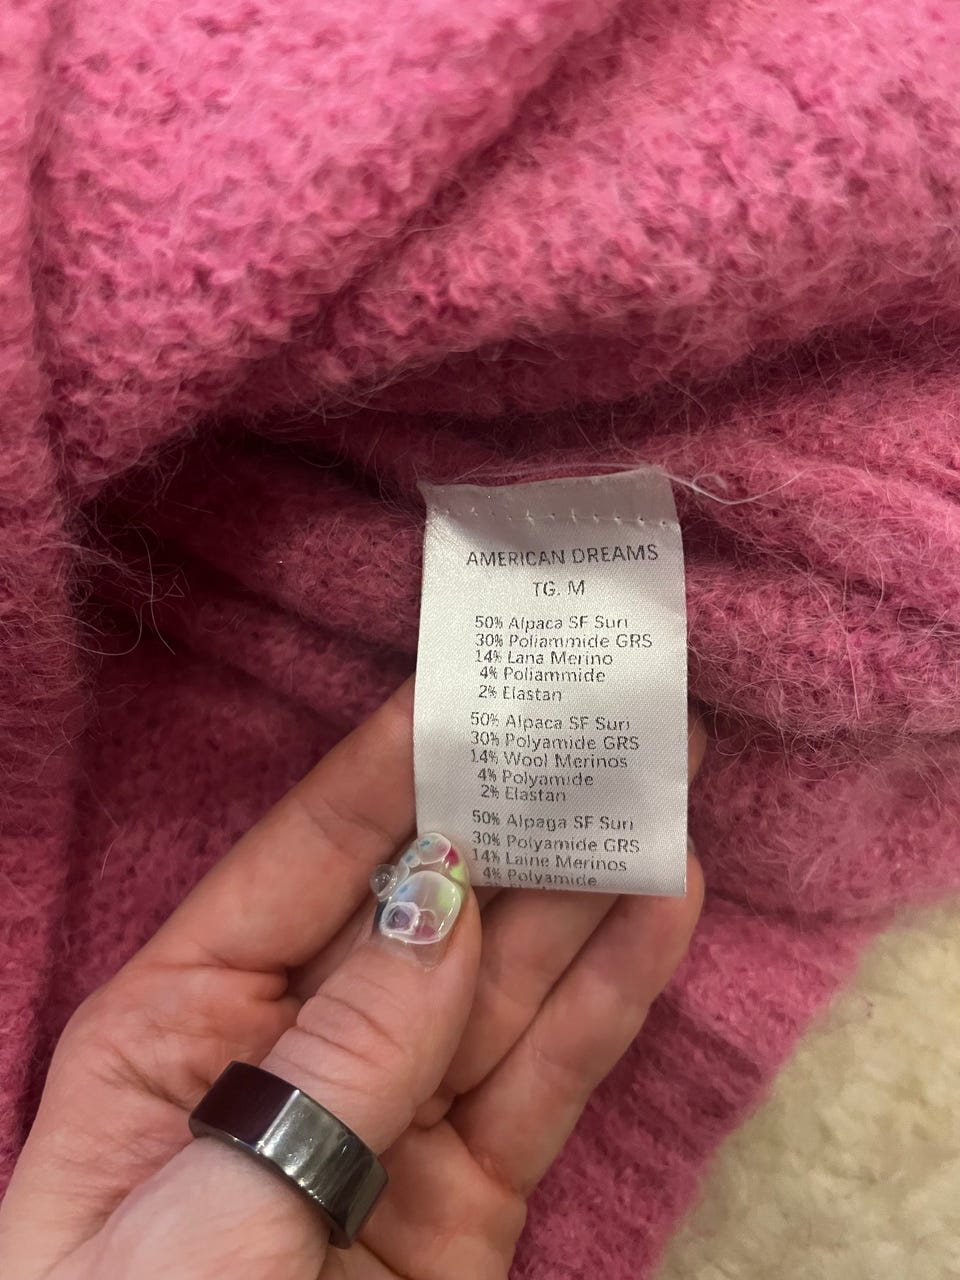 AMERICAN DREAMS
TG. M
50% Alpaca SF Suri
30% Poliammide GRS
14% Lana Merino
4% Poliammide
2% Elastan
50% Alpaca SF Suri
30% Polyamide GRS
14% Wool Merinos
4% Polyamide
2% Elastan
50% Alpaga SF Suri
30% Polyamide GRS
14% Laine Merinos
4% Polyamide